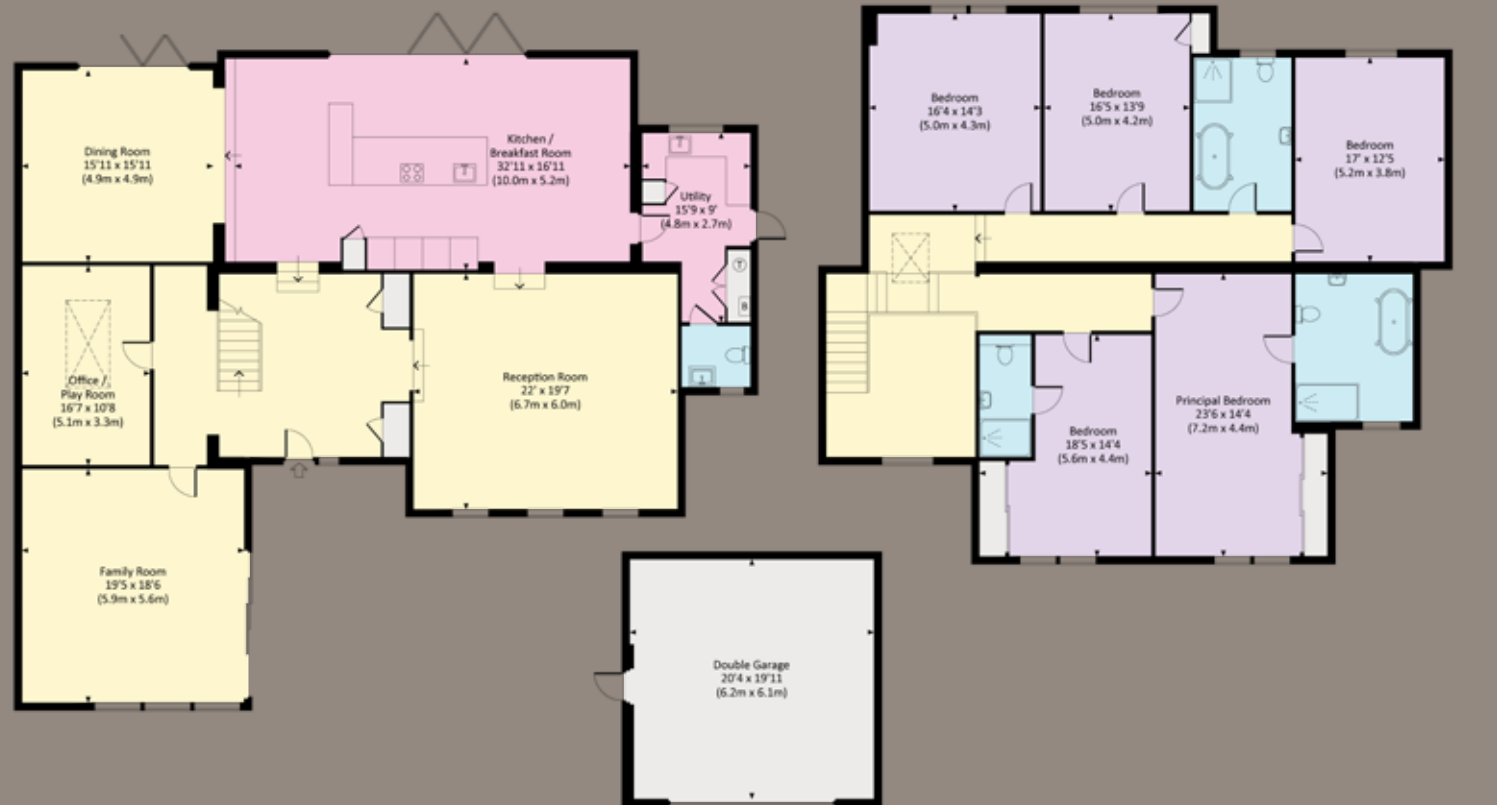 Dining Room
15'11 x 15'11
(4.9m x 4.9m)
Kitchen /
Breakfast Room
32'11 x 16'11
(10.0m x 5.2m)
Utility
15'9 x 9'
(4.8m x 2.7m)
T
B
Office /
Play Room
16'7 x 10'8
(5.1m x 3.3m)
Reception Room
22' x 19'7
(6.7m x 6.0m)
Family Room
19'5 x 18'6
(5.9m x 5.6m)
Bedroom
16'4 x 14'3
(5.0m x 4.3m)
Bedroom
16'5 x 13'9
(5.0m x 4.2m)
Bedroom
17' x 12'5
(5.2m x 3.8m)
Bedroom
18'5 x 14'4
(5.6m x 4.4m)
Principal Bedroom
23'6 x 14'4
(7.2m x 4.4m)
Double Garage
20'4 x 19'11
(6.2m x 6.1m)